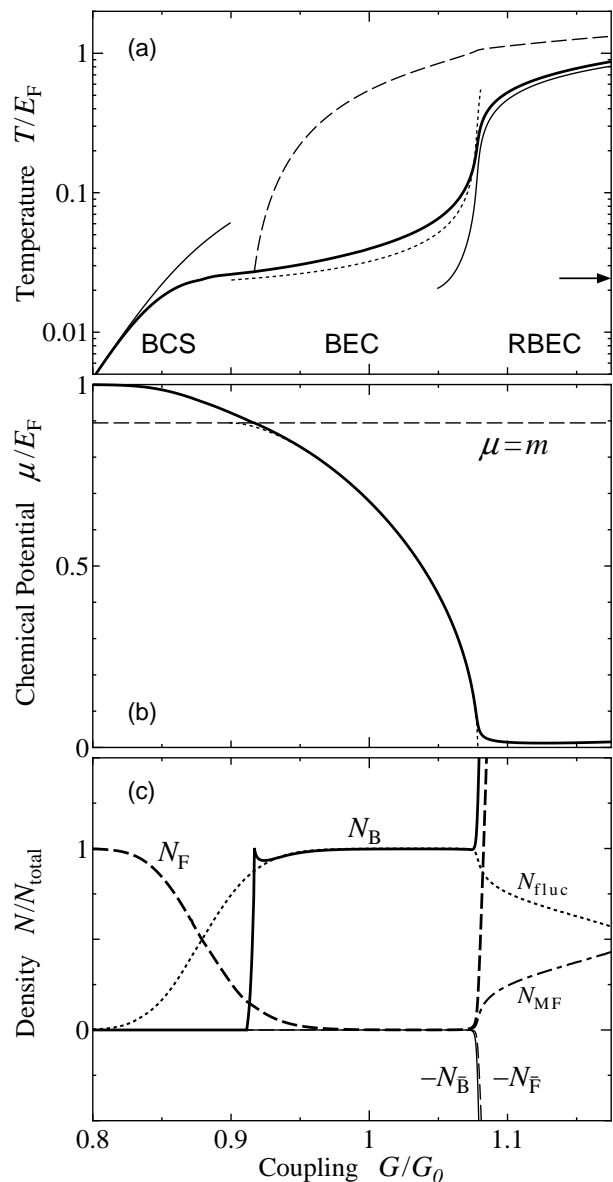 (a)
1
0.1
0.01
Temperature T/E_F
BCS BEC RBEC
1
0.5
0
Chemical Potential μ/E_F
μ=m
(b)
(c)
N_F N_B
N_fluc
N_MF
−N_B̄ −N_F̄
1
0
Density N/N_total
0.8 0.9 1 1.1
Coupling G/G_0